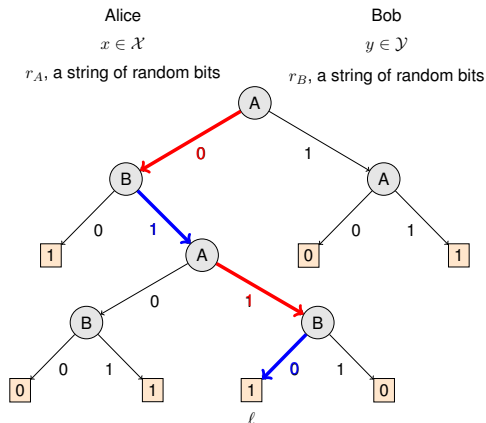 Alice Bob
x ∈ 𝒳 y ∈ 𝒴
r_A, a string of random bits r_B, a string of random bits
A
0 1
B A
0 1 0 1
1 A 0 1
0 1
B B
0 1 0 1
0 1 1 0
ℓ